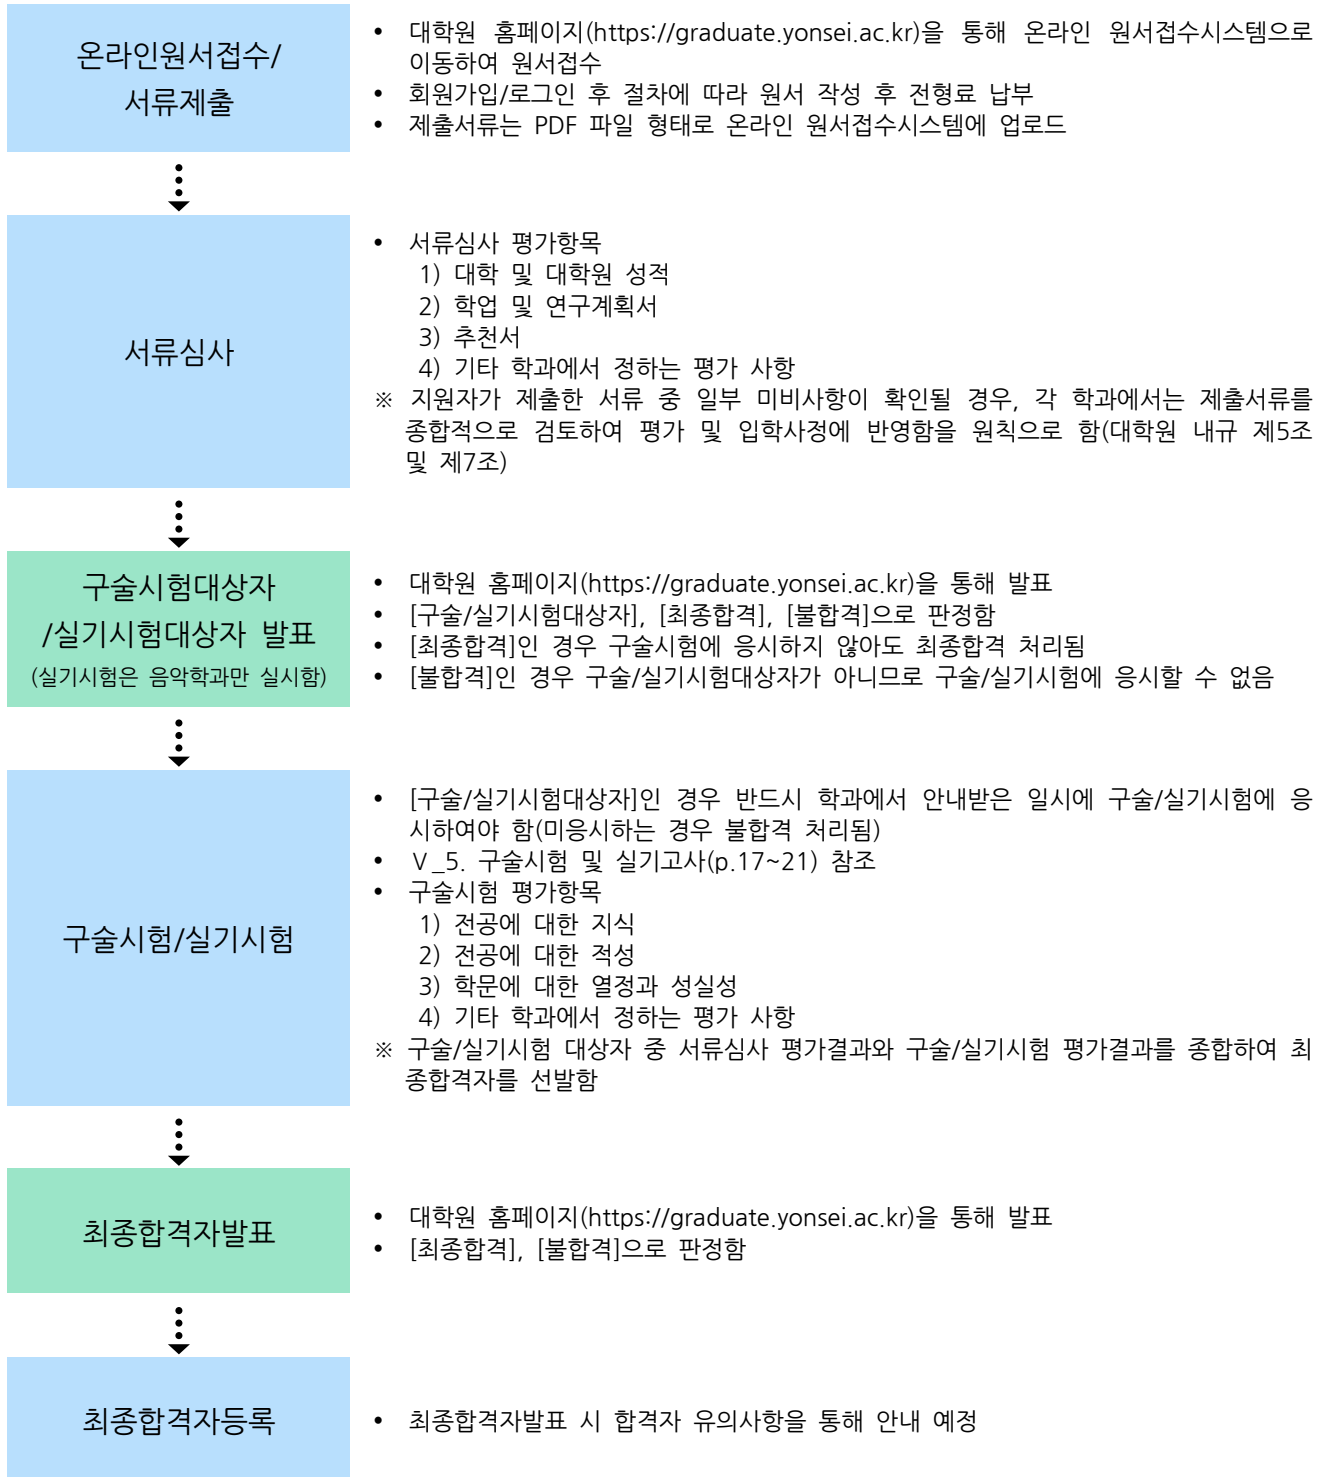 온라인원서접수/
서류제출
• 대학원 홈페이지(https://graduate.yonsei.ac.kr)을 통해 온라인 원서접수시스템으로
이동하여 원서접수
• 회원가입/로그인 후 절차에 따라 원서 작성 후 전형료 납부
• 제출서류는 PDF 파일 형태로 온라인 원서접수시스템에 업로드
서류심사
• 서류심사 평가항목
1) 대학 및 대학원 성적
2) 학업 및 연구계획서
3) 추천서
4) 기타 학과에서 정하는 평가 사항
※ 지원자가 제출한 서류 중 일부 미비사항이 확인될 경우, 각 학과에서는 제출서류를
종합적으로 검토하여 평가 및 입학사정에 반영함을 원칙으로 함(대학원 내규 제5조
및 제7조)
구술시험대상자
/실기시험대상자 발표
(실기시험은 음악학과만 실시함)
• 대학원 홈페이지(https://graduate.yonsei.ac.kr)을 통해 발표
• [구술/실기시험대상자], [최종합격], [불합격]으로 판정함
• [최종합격]인 경우 구술시험에 응시하지 않아도 최종합격 처리됨
• [불합격]인 경우 구술/실기시험대상자가 아니므로 구술/실기시험에 응시할 수 없음
구술시험/실기시험
• [구술/실기시험대상자]인 경우 반드시 학과에서 안내받은 일시에 구술/실기시험에 응
시하여야 함(미응시하는 경우 불합격 처리됨)
• Ⅴ_5. 구술시험 및 실기고사(p.17~21) 참조
• 구술시험 평가항목
1) 전공에 대한 지식
2) 전공에 대한 적성
3) 학문에 대한 열정과 성실성
4) 기타 학과에서 정하는 평가 사항
※ 구술/실기시험 대상자 중 서류심사 평가결과와 구술/실기시험 평가결과를 종합하여 최
종합격자를 선발함
최종합격자발표
• 대학원 홈페이지(https://graduate.yonsei.ac.kr)을 통해 발표
• [최종합격], [불합격]으로 판정함
최종합격자등록
• 최종합격자발표 시 합격자 유의사항을 통해 안내 예정